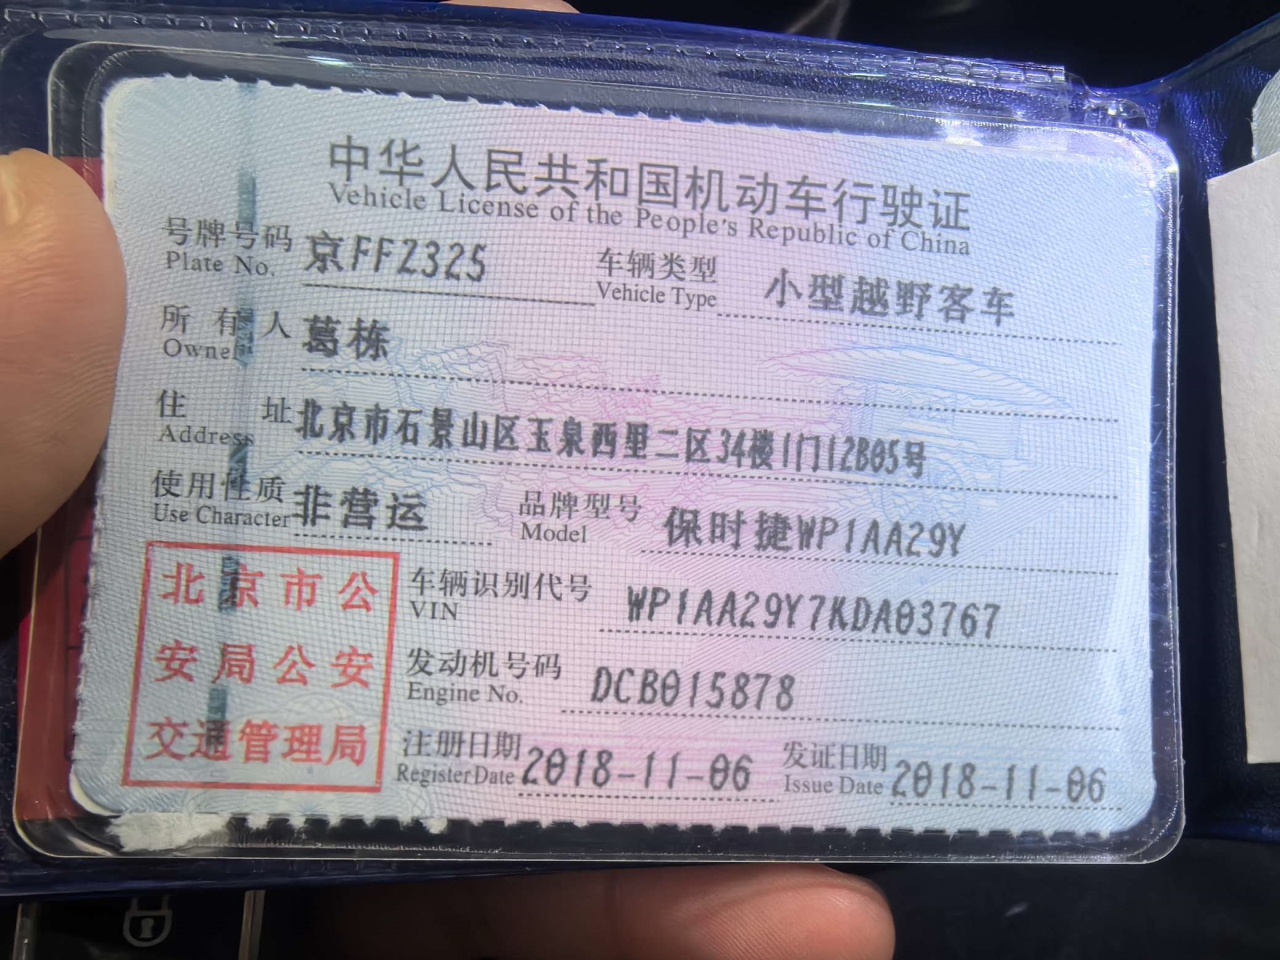 中华人民共和国机动车行驶证
Vehicle License of the People's Republic of China
号牌号码 京FFZ325 车辆类型 小型越野客车
Plate No. Vehicle Type
所有人 葛栋
Owner
住址 北京市石景山区玉泉西里二区34楼1门12B05号
Address
使用性质 非营运 品牌型号 保时捷WP1AA29Y
Use Character Model
车辆识别代号 WP1AA29Y7KDA03767
VIN
发动机号码 DCB015878
Engine No.
注册日期 2018-11-06 发证日期 2018-11-06
Register Date Issue Date
北京市公
安局公安
交通管理局